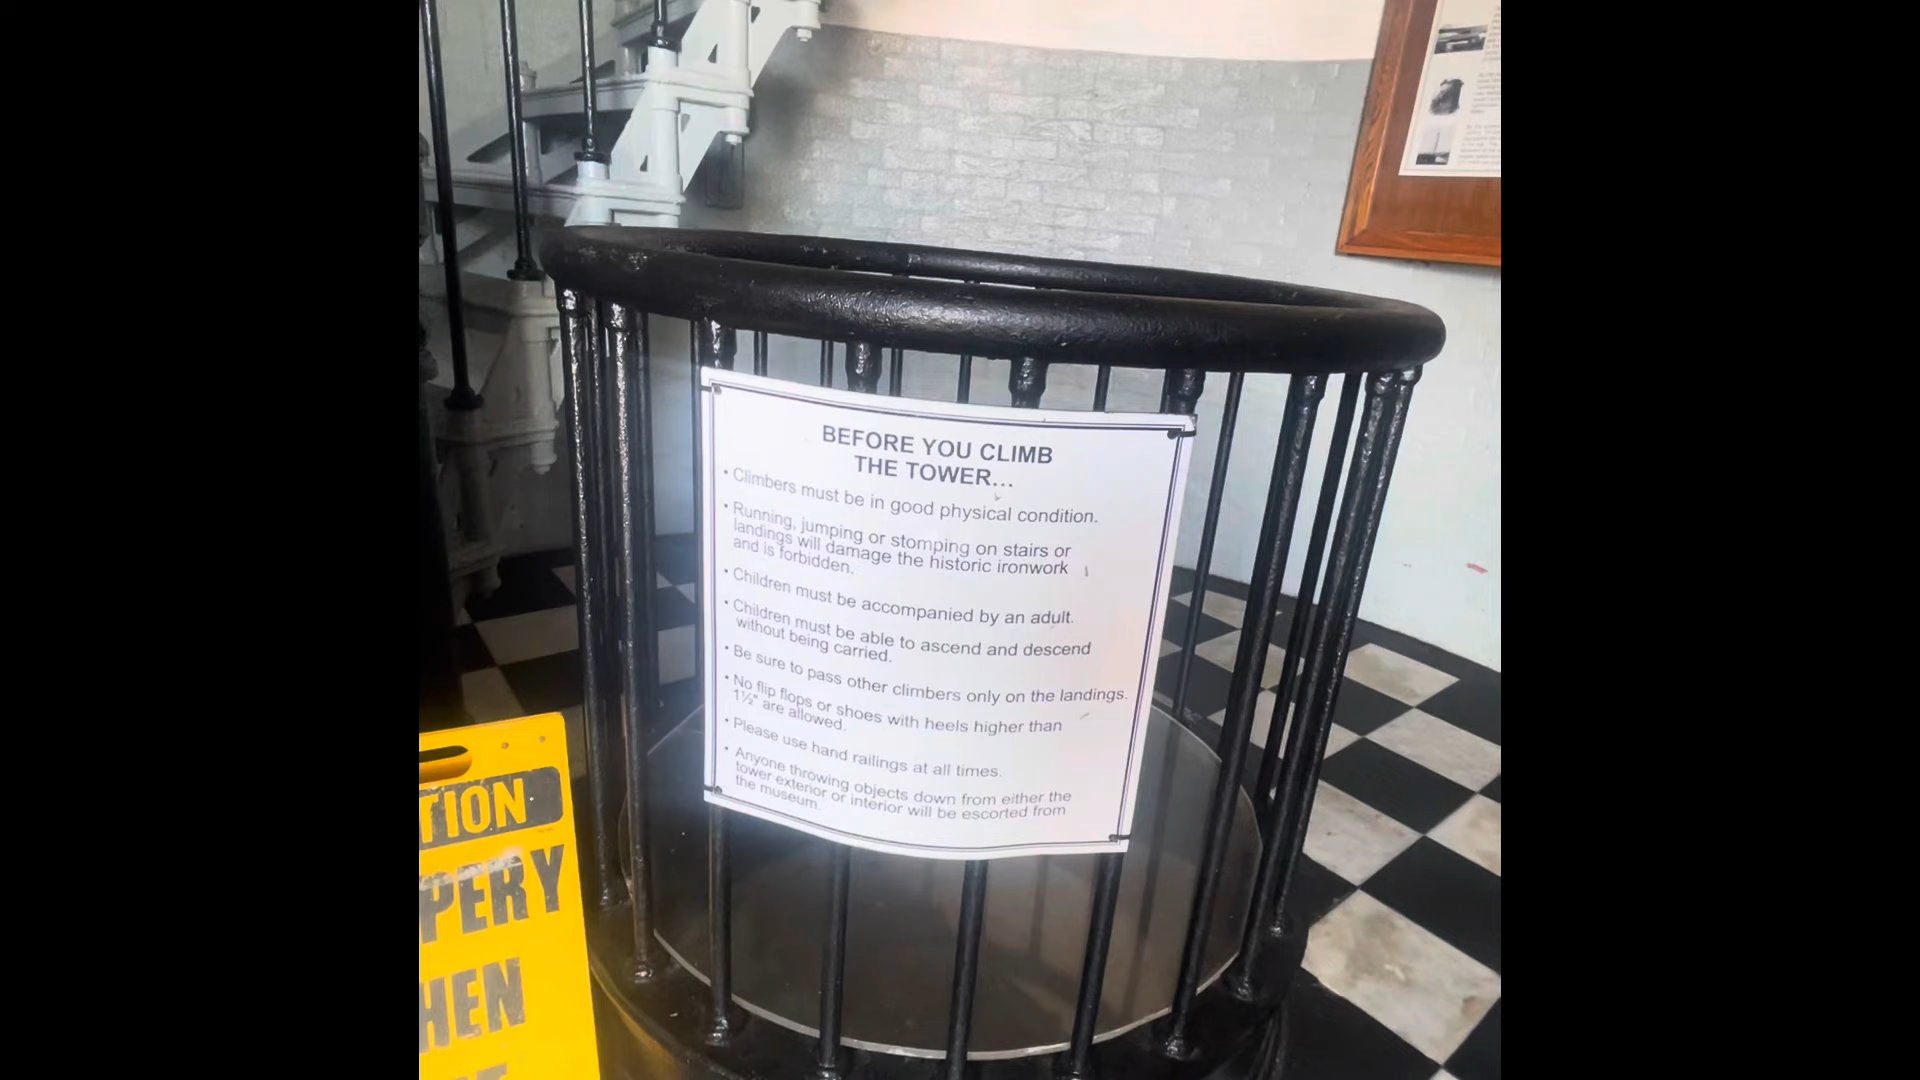 BEFORE YOU CLIMB
THE TOWER...
• Climbers must be in good physical condition.
• Running, jumping or stomping on stairs or
landings will damage the historic ironwork
and is forbidden.
• Children must be accompanied by an adult.
• Children must be able to ascend and descend
without being carried.
• Be sure to pass other climbers only on the landings.
• No flip flops or shoes with heels higher than
1½" are allowed.
• Please use hand railings at all times.
• Anyone throwing objects down from either the
tower exterior or interior will be escorted from
the museum.
TION
PERY
HEN